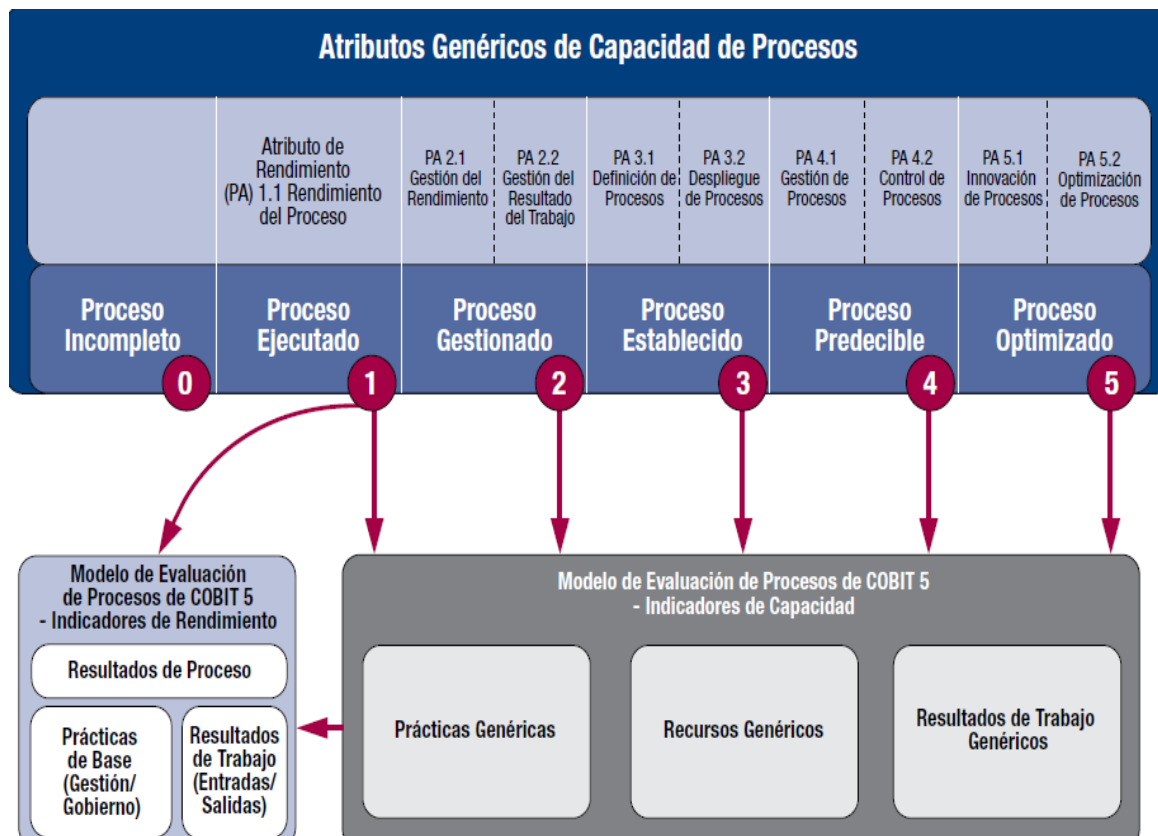 Atributos Genéricos de Capacidad de Procesos
Atributo de
Rendimiento
(PA) 1.1 Rendimiento
del Proceso
PA 2.1
Gestión del
Rendimiento
PA 2.2
Gestión del
Resultado
del Trabajo
PA 3.1
Definición de
Procesos
PA 3.2
Despliegue
de Procesos
PA 4.1
Gestión de
Procesos
PA 4.2
Control de
Procesos
PA 5.1
Innovación
de Procesos
PA 5.2
Optimización
de Procesos
Proceso
Incompleto
0
Proceso
Ejecutado
1
Proceso
Gestionado
2
Proceso
Establecido
3
Proceso
Predecible
4
Proceso
Optimizado
5
Modelo de Evaluación
de Procesos de COBIT 5
- Indicadores de Rendimiento
Resultados de Proceso
Prácticas
de Base
(Gestión/
Gobierno)
Resultados
de Trabajo
(Entradas/
Salidas)
Modelo de Evaluación de Procesos de COBIT 5
- Indicadores de Capacidad
Prácticas Genéricas
Recursos Genéricos
Resultados de Trabajo
Genéricos